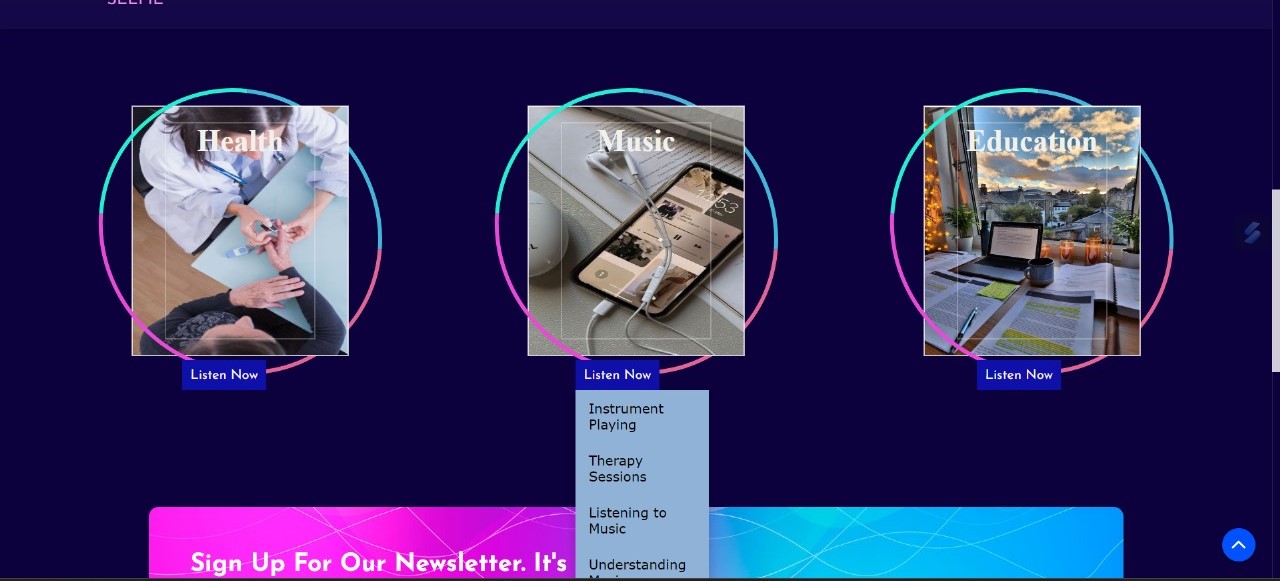 SELFIE
Health
Music
Education
Listen Now
Listen Now
Listen Now
Instrument
Playing
Therapy
Sessions
Listening to
Music
Understanding
Sign Up For Our Newsletter. It's